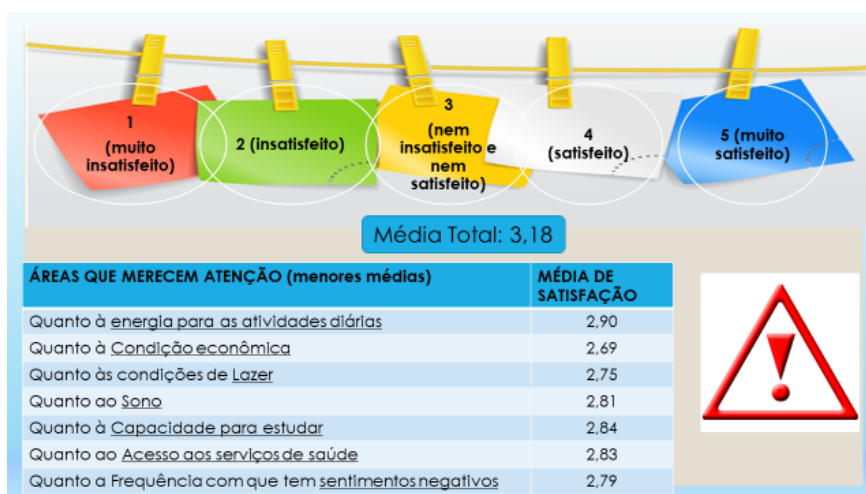 1
(muito
insatisfeito)
2 (insatisfeito)
3
(nem
insatisfeito e
nem
satisfeito)
4
(satisfeito)
5 (muito
satisfeito)
Média Total: 3,18
ÁREAS QUE MERECEM ATENÇÃO (menores médias) MÉDIA DE
SATISFAÇÃO
Quanto à energia para as atividades diárias 2,90
Quanto à Condição econômica 2,69
Quanto às condições de Lazer 2,75
Quanto ao Sono 2,81
Quanto à Capacidade para estudar 2,84
Quanto ao Acesso aos serviços de saúde 2,83
Quanto a Frequência com que tem sentimentos negativos 2,79